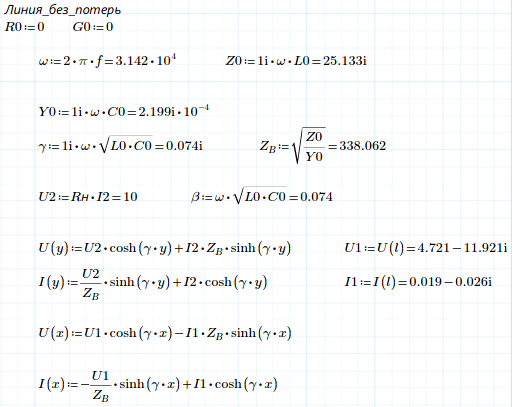 Линия_без_потерь
R0:=0 G0:=0
ω:=2•π•f=3.142•10⁴ Z0:=1i•ω•L0=25.133i
Y0:=1i•ω•C0=2.199i•10⁻⁴
γ:=1i•ω•√(L0•C0)=0.074i Z_B:=√(Z0/Y0)=338.062
U2:=Rн•I2=10 β:=ω•√(L0•C0)=0.074
U(y):=U2•cosh(γ•y)+I2•Z_B•sinh(γ•y) U1:=U(l)=4.721−11.921i
I(y):=U2/Z_B•sinh(γ•y)+I2•cosh(γ•y) I1:=I(l)=0.019−0.026i
U(x):=U1•cosh(γ•x)−I1•Z_B•sinh(γ•x)
I(x):=−U1/Z_B•sinh(γ•x)+I1•cosh(γ•x)